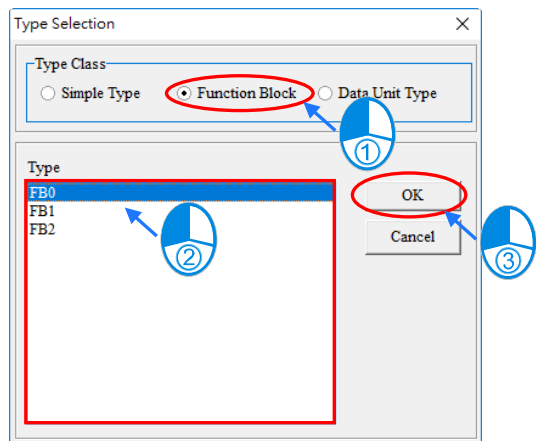 Type Selection
Type Class
Simple Type Function Block Data Unit Type
①
Type
FB0
FB1
FB2
OK
Cancel
②
③